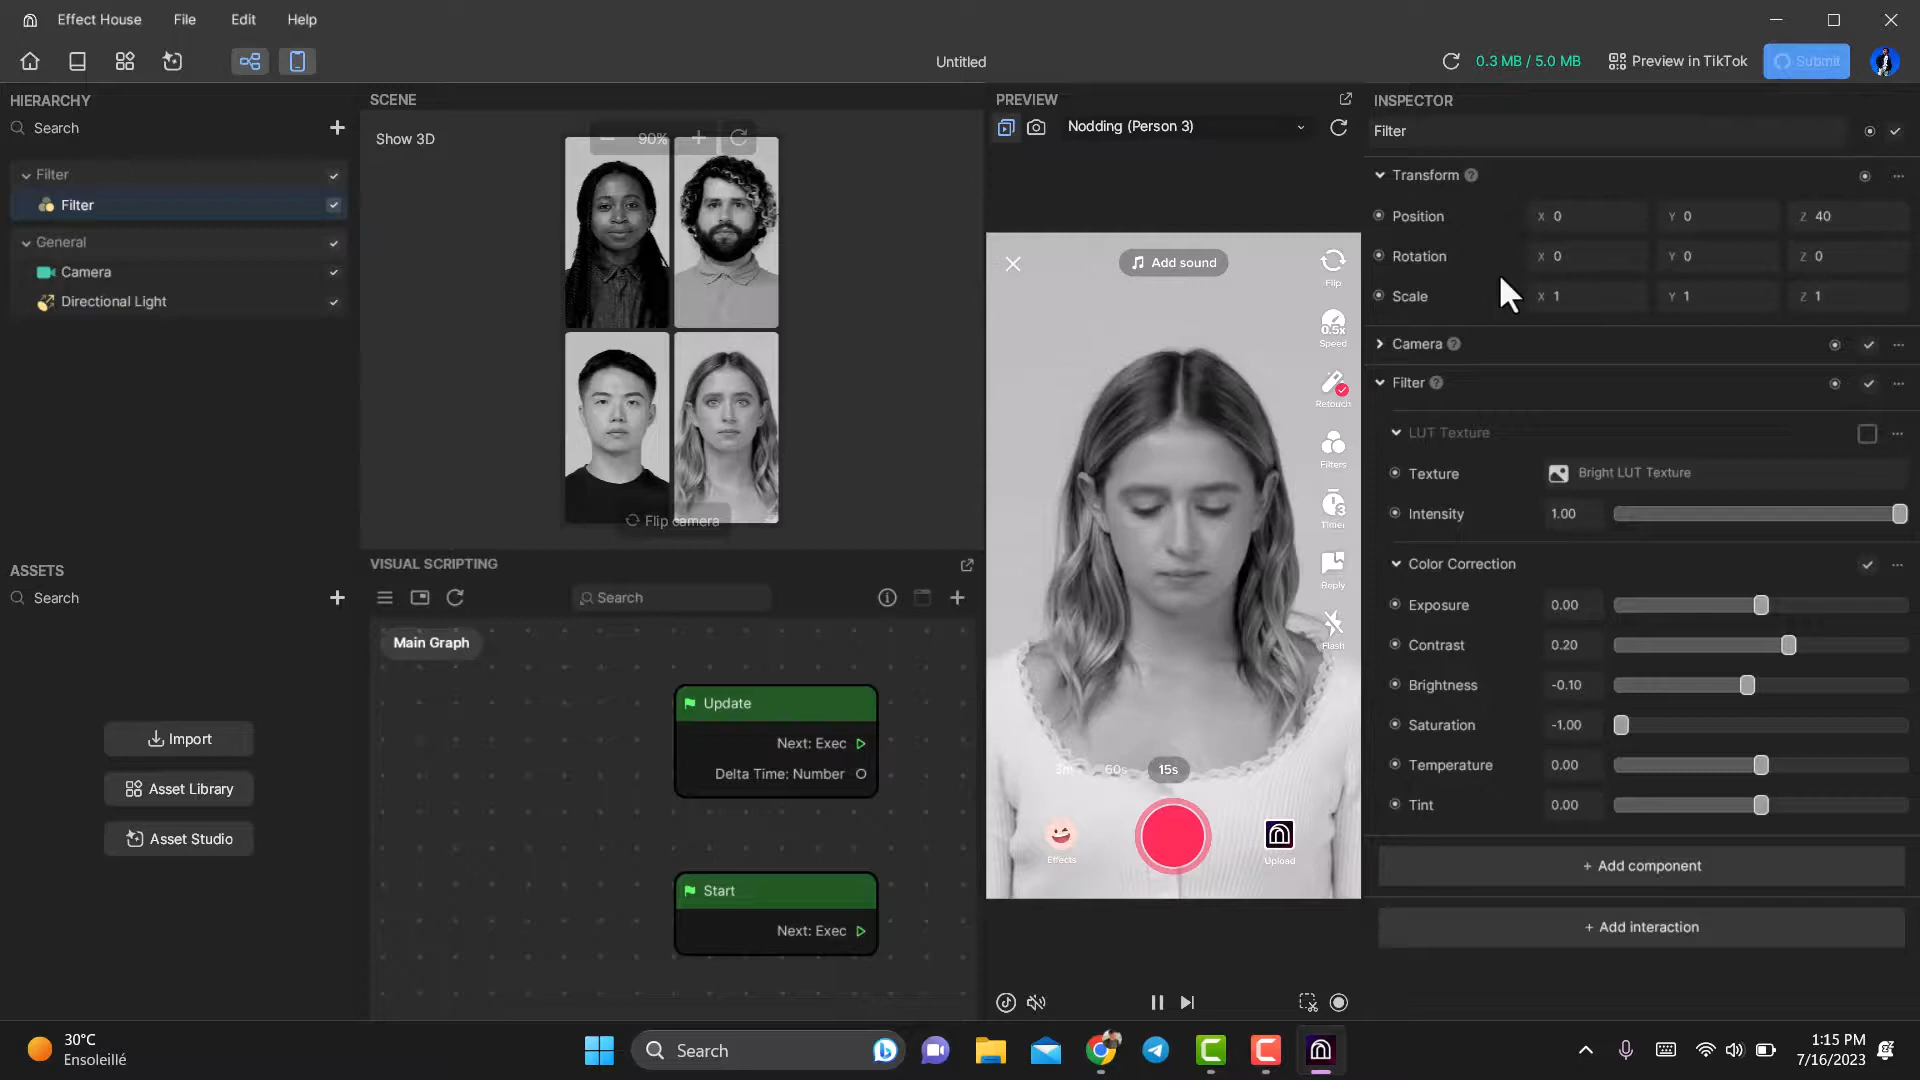 Effect House File Edit Help
Untitled
0.3 MB / 5.0 MB Preview in TikTok Submit
HIERARCHY
Search
Filter
Filter
General
Camera
Directional Light
SCENE
Show 3D
90%
Flip camera
ASSETS
Search
Import
Asset Library
Asset Studio
VISUAL SCRIPTING
Search
Main Graph
Update
Next: Exec
Delta Time: Number
Start
Next: Exec
PREVIEW
Nodding (Person 3)
Add sound
Flip
0.5x
Speed
Retouch
Filters
3
Timer
Reply
Flash
3m 60s 15s
Effects
Upload
INSPECTOR
Filter
Transform
Position X 0 Y 0 Z 40
Rotation X 0 Y 0 Z 0
Scale X 1 Y 1 Z 1
Camera
Filter
LUT Texture
Texture Bright LUT Texture
Intensity 1.00
Color Correction
Exposure 0.00
Contrast 0.20
Brightness -0.10
Saturation -1.00
Temperature 0.00
Tint 0.00
+ Add component
+ Add interaction
30°C
Ensoleillé
Search
1:15 PM
7/16/2023